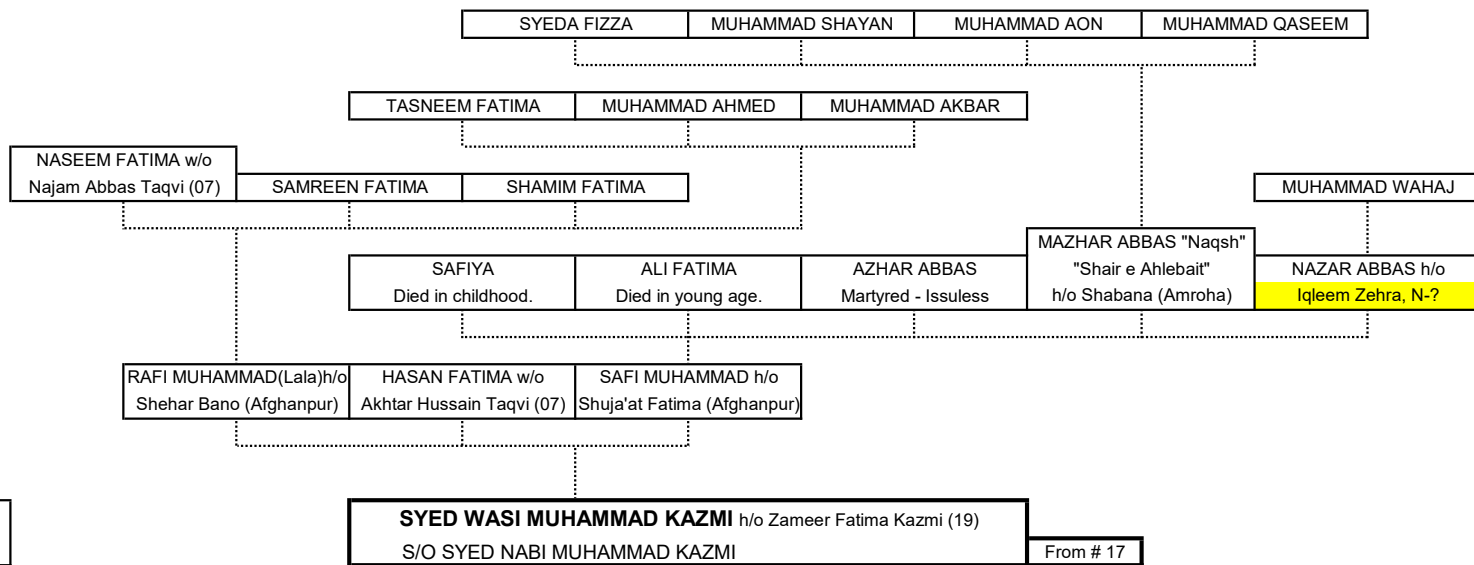 SYEDA FIZZA
MUHAMMAD SHAYAN
MUHAMMAD AON
MUHAMMAD QASEEM
TASNEEM FATIMA
MUHAMMAD AHMED
MUHAMMAD AKBAR
NASEEM FATIMA w/o
Najam Abbas Taqvi (07)
SAMREEN FATIMA
SHAMIM FATIMA
MUHAMMAD WAHAJ
SAFIYA
Died in childhood.
ALI FATIMA
Died in young age.
AZHAR ABBAS
Martyred - Issuless
MAZHAR ABBAS "Naqsh"
"Shair e Ahlebait"
h/o Shabana (Amroha)
NAZAR ABBAS h/o
Iqleem Zehra, N-?
RAFI MUHAMMAD(Lala)h/o
Shehar Bano (Afghanpur)
HASAN FATIMA w/o
Akhtar Hussain Taqvi (07)
SAFI MUHAMMAD h/o
Shuja'at Fatima (Afghanpur)
SYED WASI MUHAMMAD KAZMI h/o Zameer Fatima Kazmi (19)
S/O SYED NABI MUHAMMAD KAZMI
From # 17